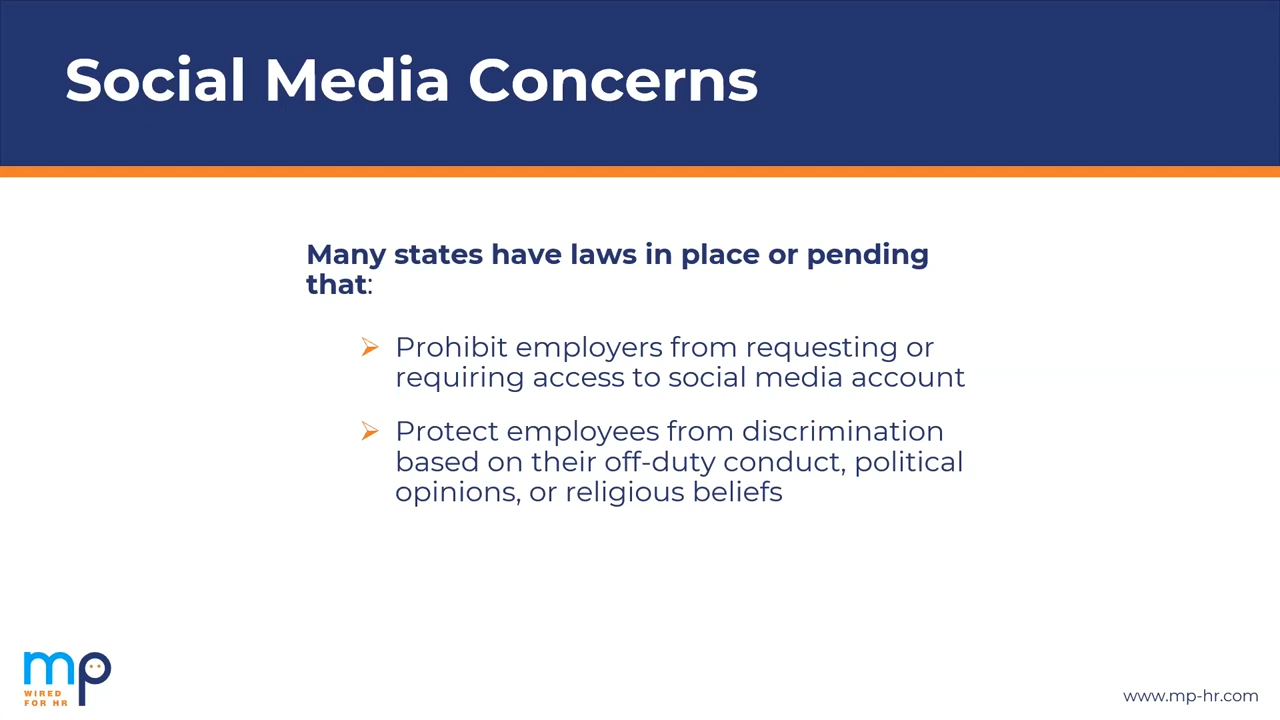 Social Media Concerns
Many states have laws in place or pending
that:
➢ Prohibit employers from requesting or
requiring access to social media account
➢ Protect employees from discrimination
based on their off-duty conduct, political
opinions, or religious beliefs
mp
WIRED
FOR HR
www.mp-hr.com